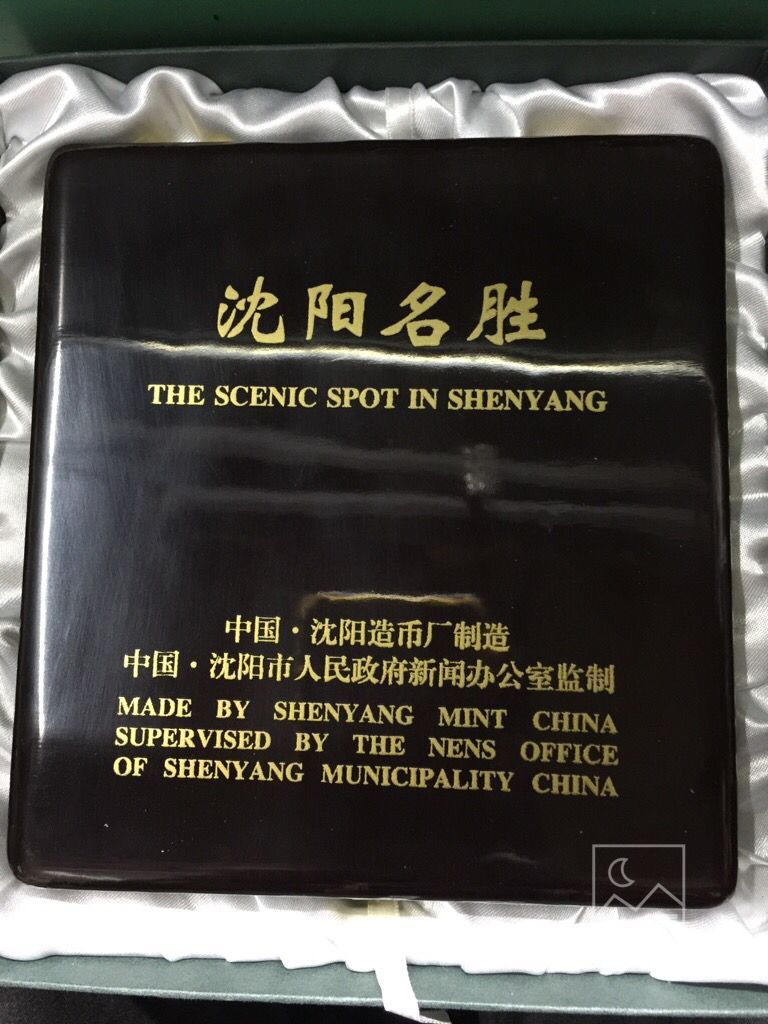 沈阳名胜
THE SCENIC SPOT IN SHENYANG
中国·沈阳造币厂制造
中国·沈阳市人民政府新闻办公室监制
MADE BY SHENYANG MINT CHINA
SUPERVISED BY THE NENS OFFICE
OF SHENYANG MUNICIPALITY CHINA